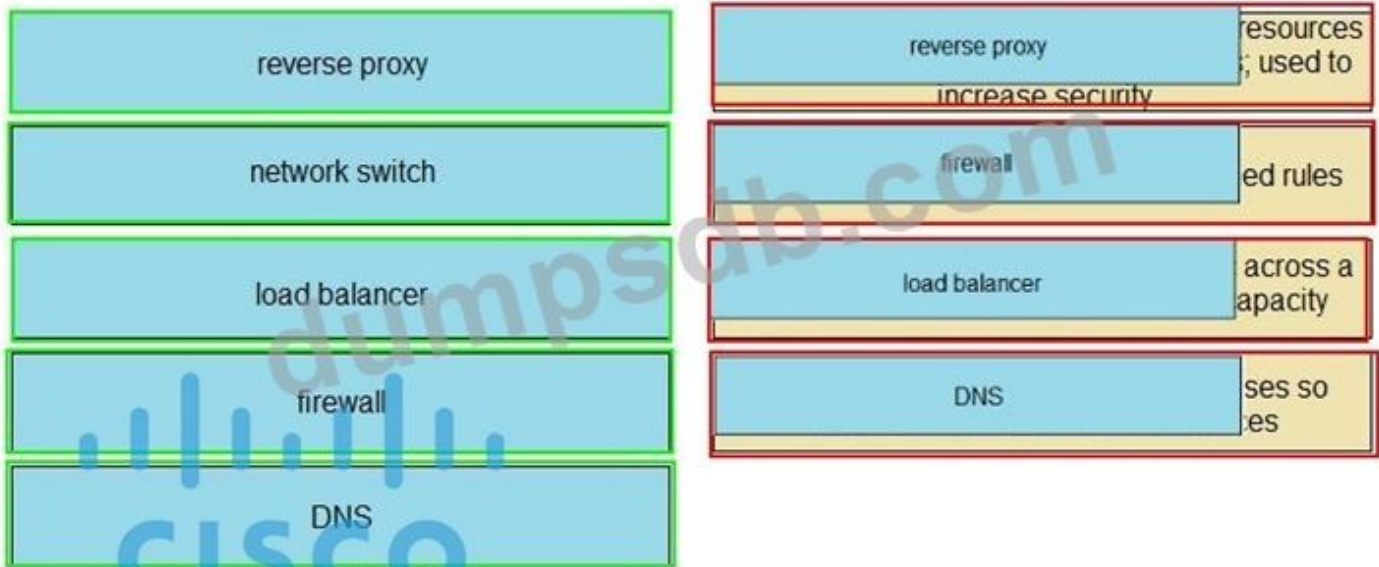 reverse proxy
network switch
load balancer
firewall
DNS
reverse proxy
resources
; used to
increase security
firewall
ed rules
load balancer
across a
apacity
DNS
ses so
ces
dumpsdb.com
CISCO